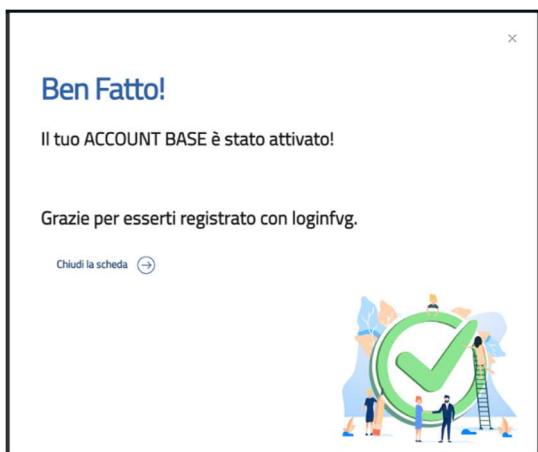 Ben Fatto!
Il tuo ACCOUNT BASE è stato attivato!
Grazie per esserti registrato con loginfvg.
Chiudi la scheda